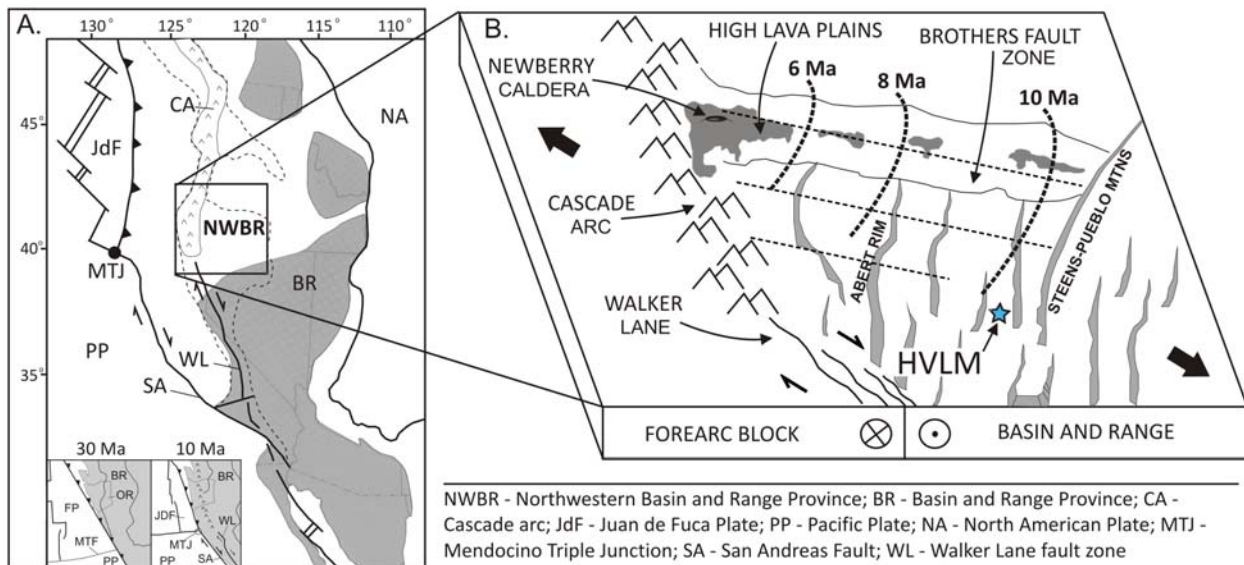 A.
130° 125° 120° 115° 110°
45°
40°
35°
CA
NA
JdF
NWBR
MTJ
BR
PP
WL
SA
30 Ma
BR
OR
FP
MTF
PP
10 Ma
BR
JDF
WL
MTJ
PP
SA
B.
HIGH LAVA PLAINS
BROTHERS FAULT
ZONE
NEWBERRY
CALDERA
6 Ma
8 Ma
10 Ma
CASCADE
ARC
ABERT RIM
STEENS-PUEBLO MTNS
WALKER
LANE
HVLM
FOREARC BLOCK
BASIN AND RANGE
NWBR - Northwestern Basin and Range Province; BR - Basin and Range Province; CA -
Cascade arc; JdF - Juan de Fuca Plate; PP - Pacific Plate; NA - North American Plate; MTJ -
Mendocino Triple Junction; SA - San Andreas Fault; WL - Walker Lane fault zone